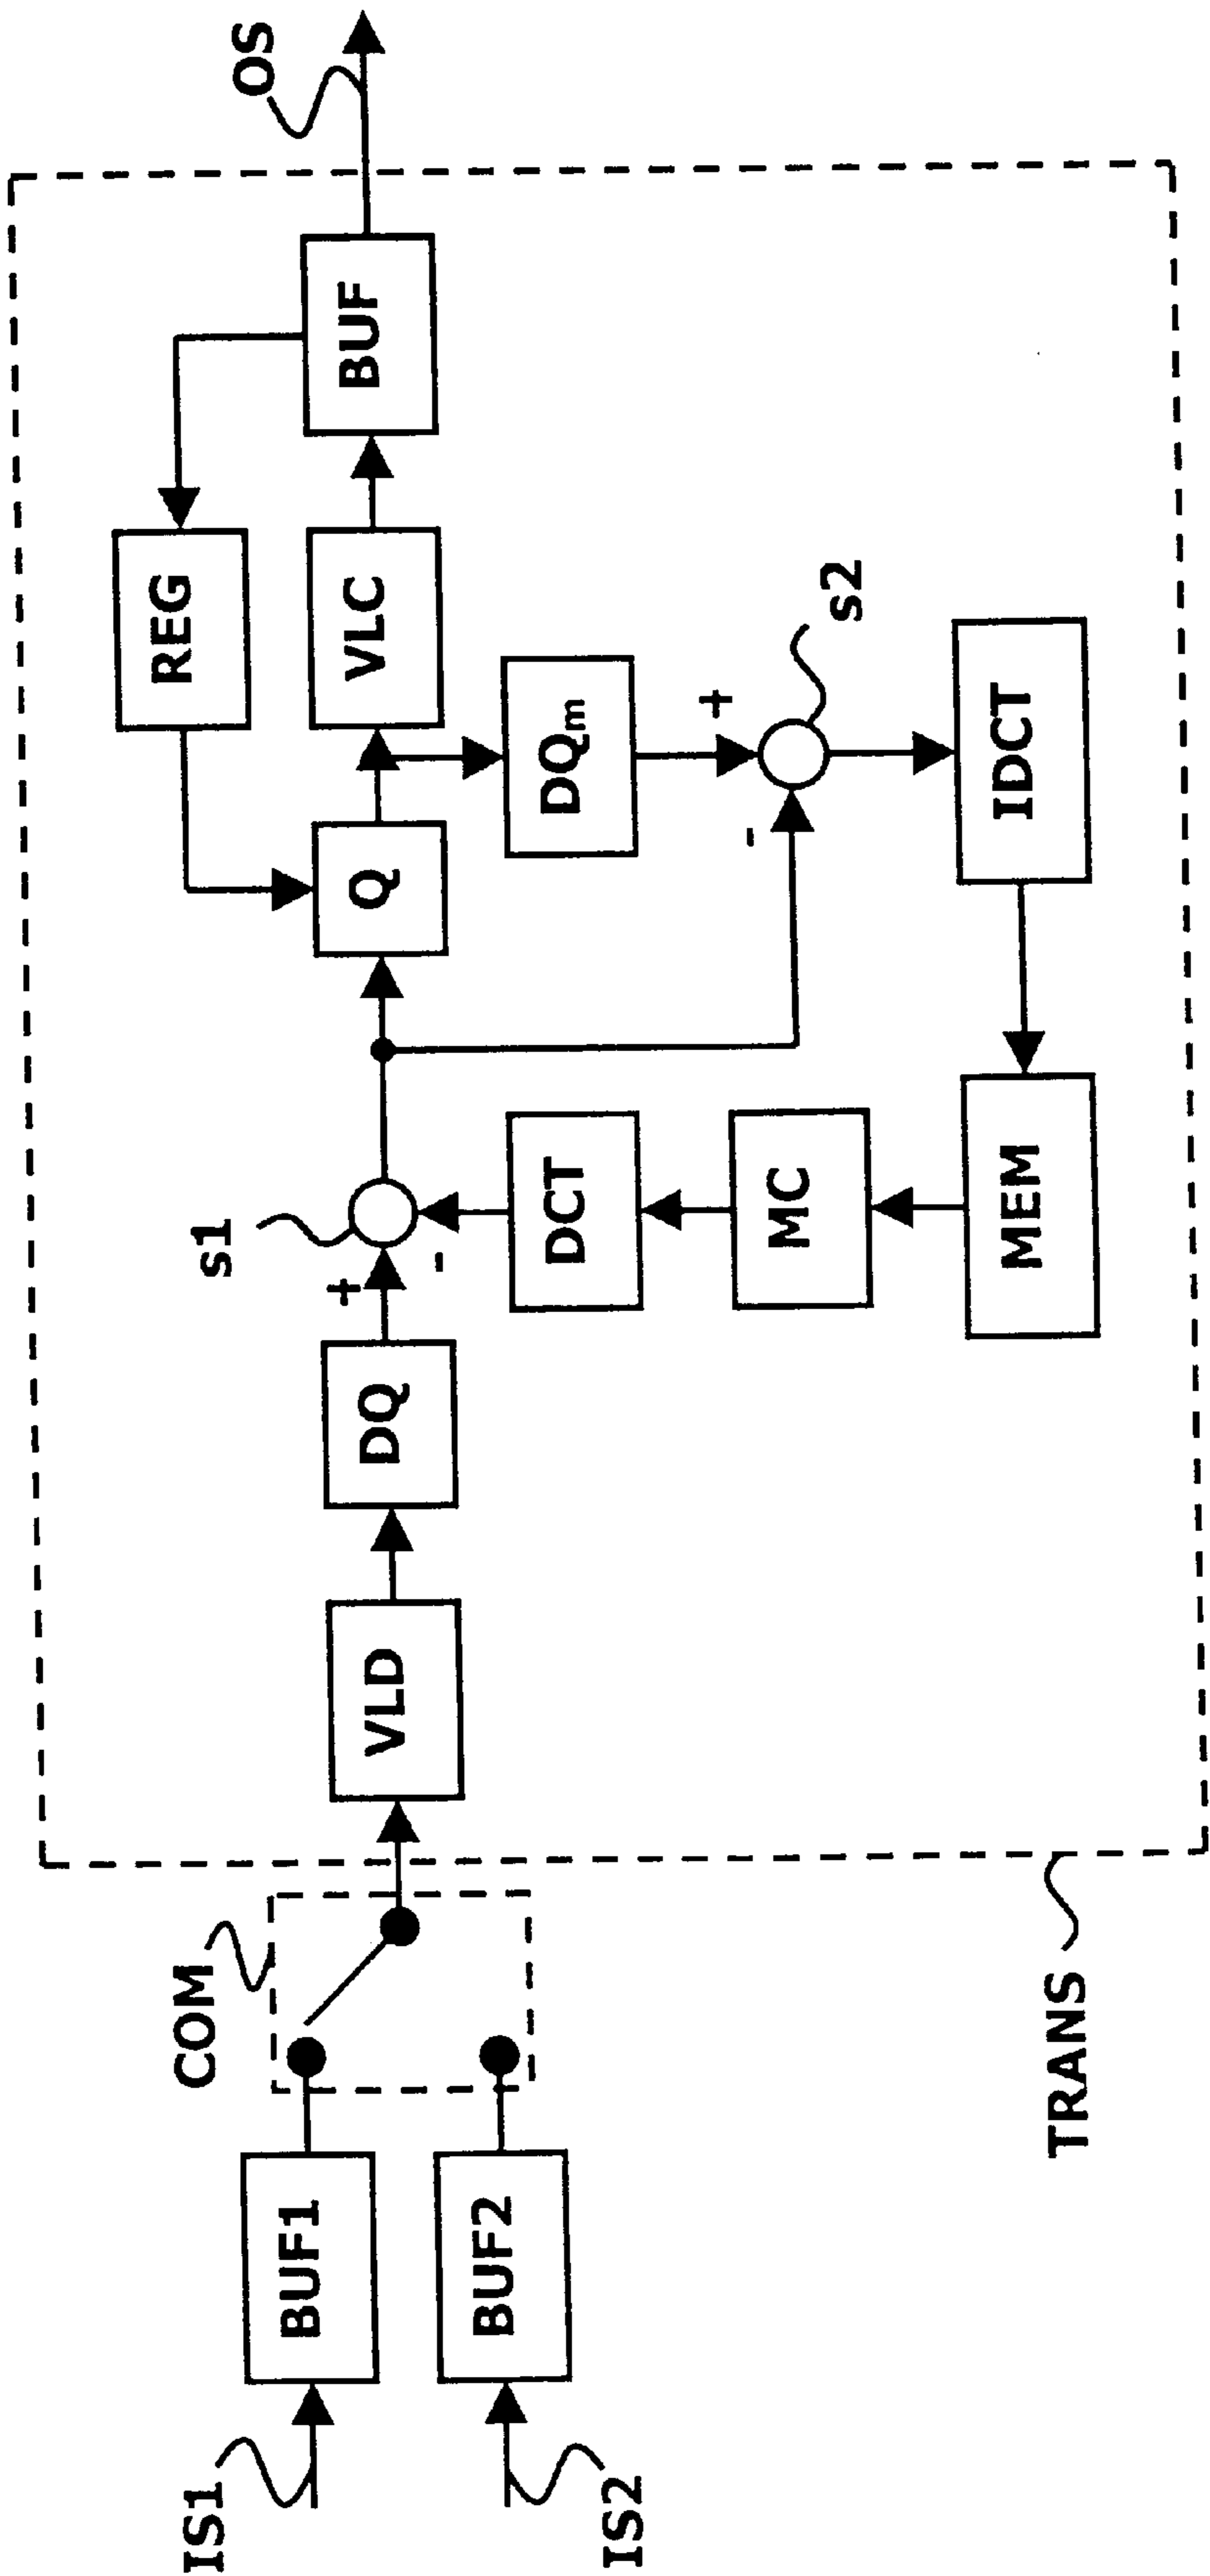 IS1
BUF1
IS2
BUF2
COM
TRANS
VLD
DQ
+
-
s1
Q
REG
VLC
BUF
OS
DQm
+
-
s2
IDCT
MEM
MC
DCT